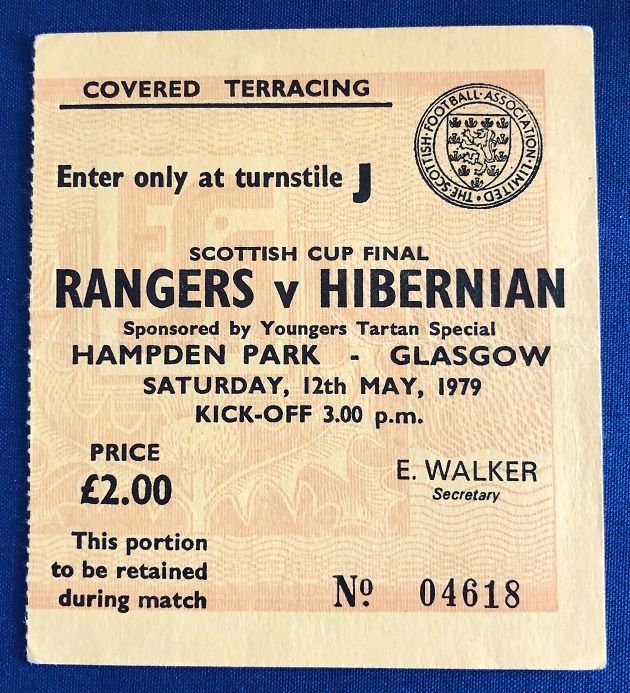 COVERED TERRACING
THE·SCOTTISH·FOOTBALL·ASSOCIATION·LIMITED·
Enter only at turnstile J
SCOTTISH CUP FINAL
RANGERS v HIBERNIAN
Sponsored by Youngers Tartan Special
HAMPDEN PARK - GLASGOW
SATURDAY, 12th MAY, 1979
KICK-OFF 3.00 p.m.
PRICE
£2.00
E. WALKER
Secretary
This portion
to be retained
during match
No. 04618